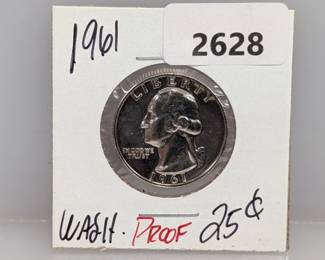 1961
2628
LIBERTY
IN GOD WE
TRUST
1961
WASH. PROOF 25¢